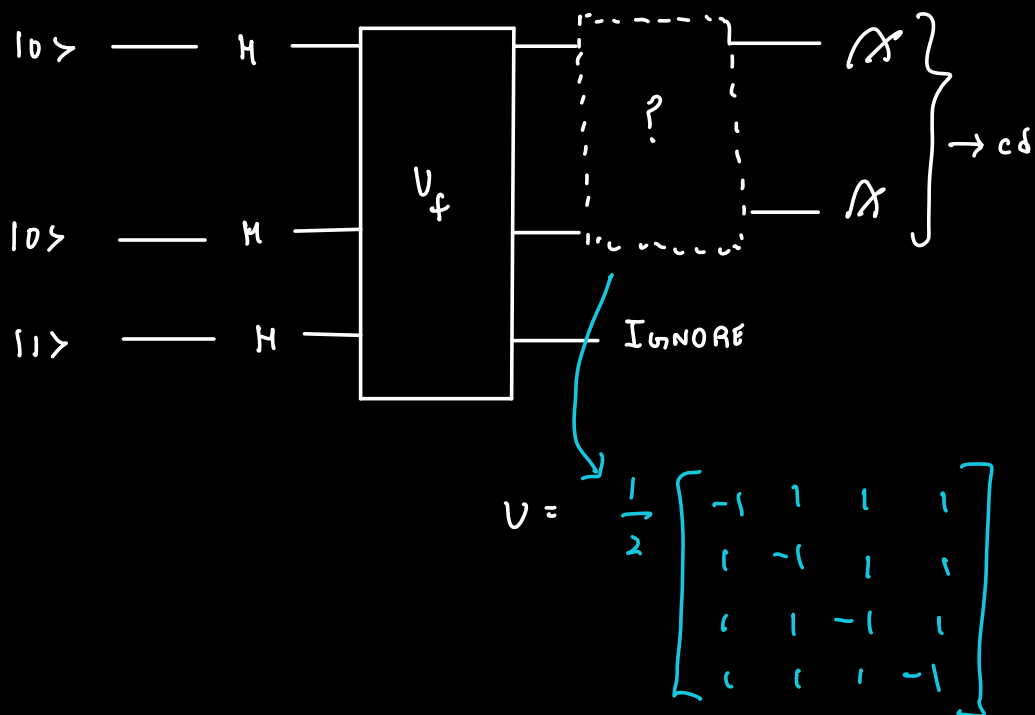 |0> H
?
→ cd
U_f
|0> H
|1> H IGNORE
U = 1/2 [ -1 1 1 1
1 -1 1 1
1 1 -1 1
1 1 1 -1 ]